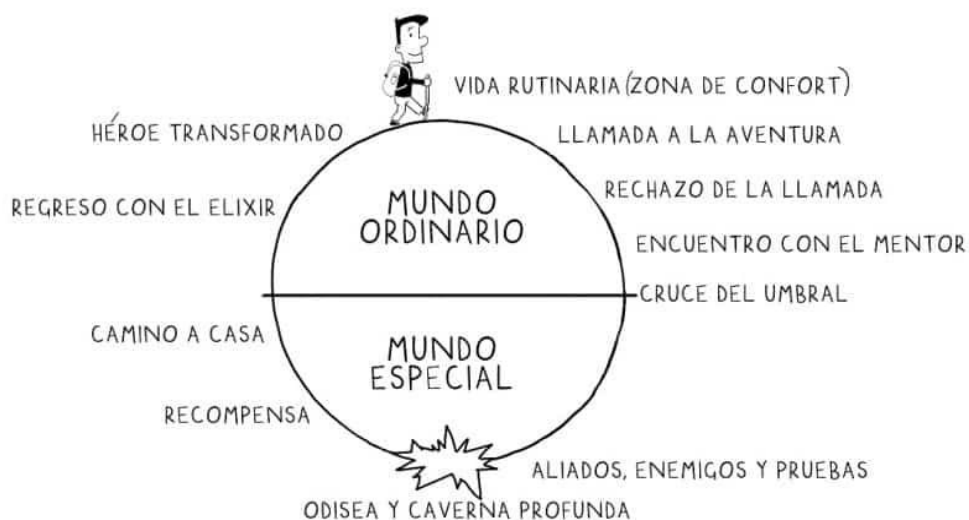 VIDA RUTINARIA (ZONA DE CONFORT)
HÉROE TRANSFORMADO
LLAMADA A LA AVENTURA
RECHAZO DE LA LLAMADA
REGRESO CON EL ELIXIR
MUNDO
ORDINARIO
ENCUENTRO CON EL MENTOR
CRUCE DEL UMBRAL
CAMINO A CASA
MUNDO
ESPECIAL
RECOMPENSA
ALIADOS, ENEMIGOS Y PRUEBAS
ODISEA Y CAVERNA PROFUNDA